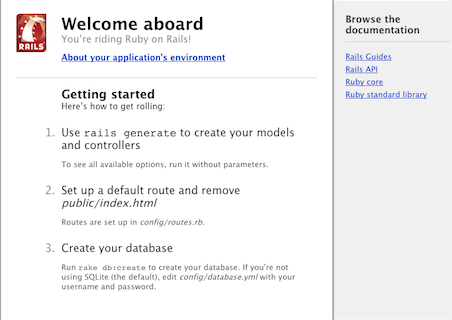 RAILS
Welcome aboard
You're riding Ruby on Rails!
About your application's environment
Getting started
Here's how to get rolling:
1. Use rails generate to create your models
and controllers
To see all available options, run it without parameters.
2. Set up a default route and remove
public/index.html
Routes are set up in config/routes.rb.
3. Create your database
Run rake db:create to create your database. If you're not
using SQLite (the default), edit config/database.yml with your
username and password.
Browse the
documentation
Rails Guides
Rails API
Ruby core
Ruby standard library